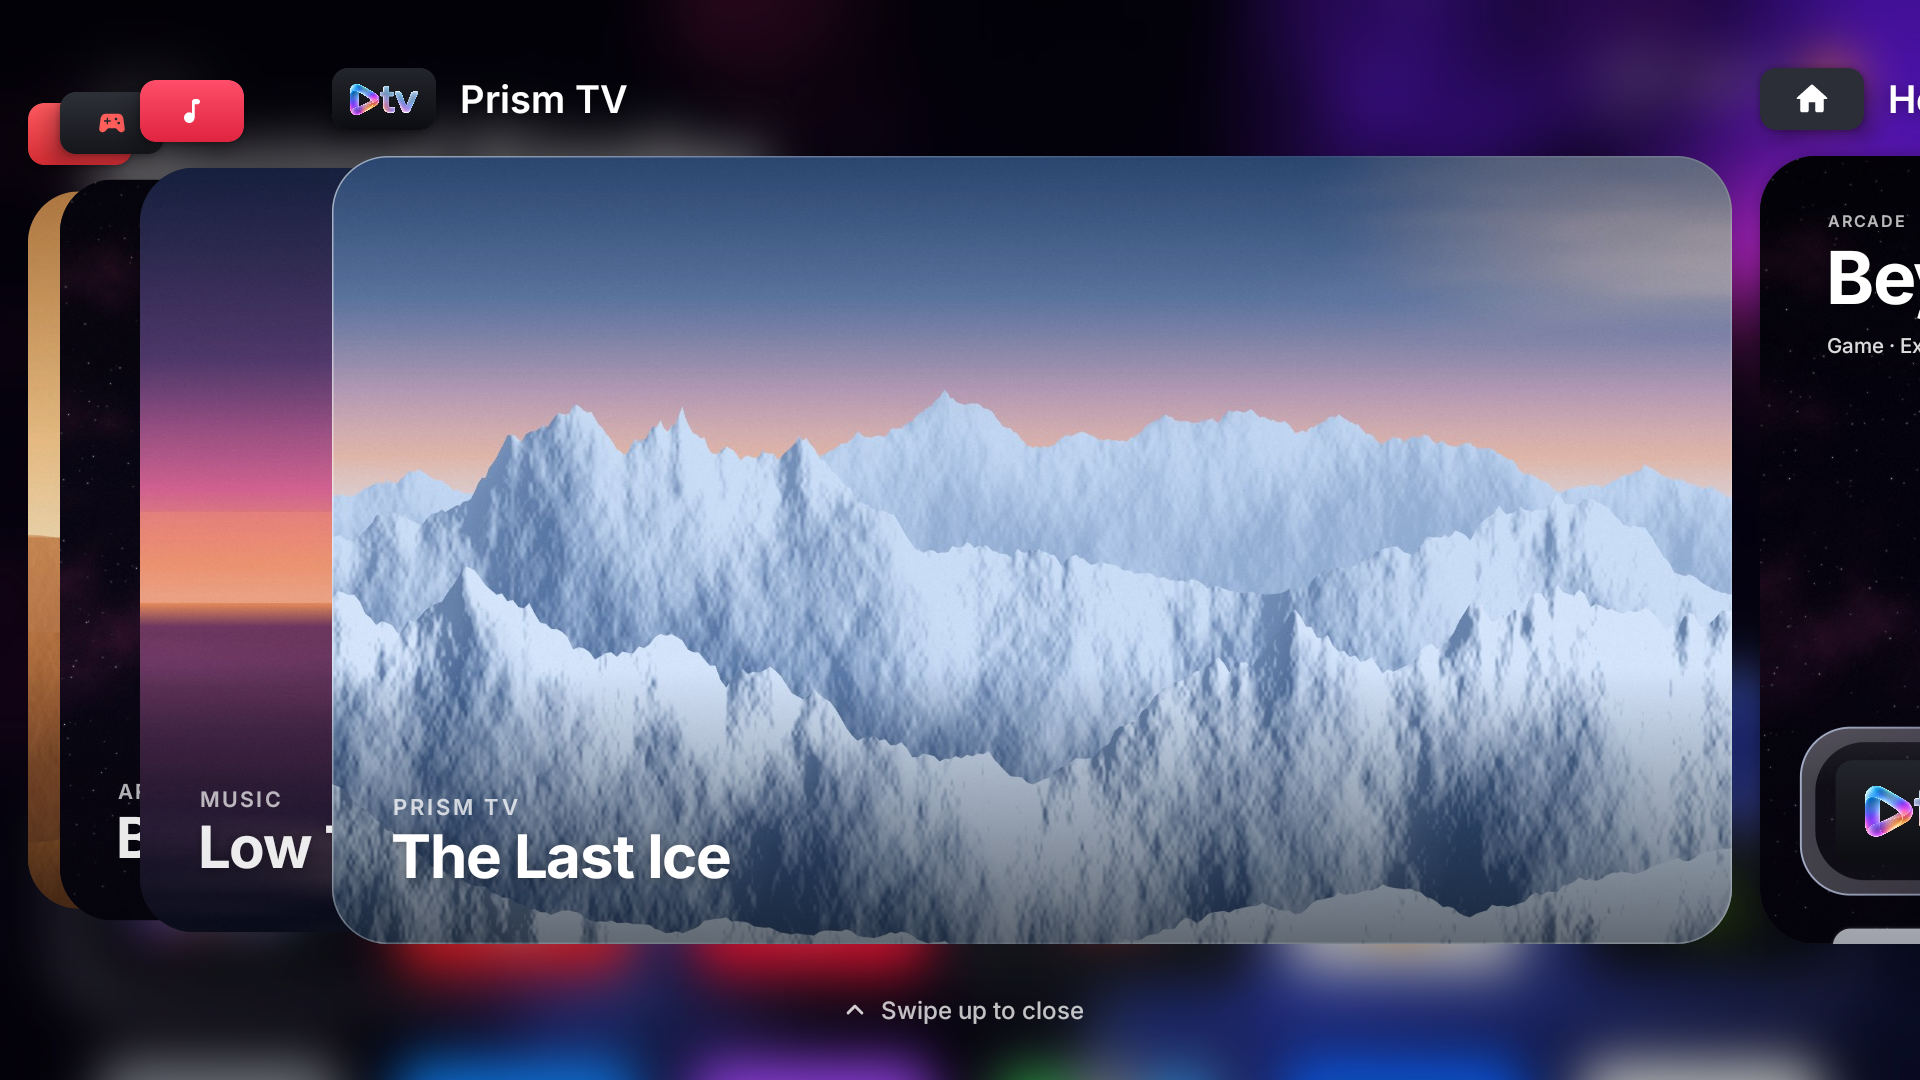 tv
Prism TV
ARCADE
Game
MUSIC
Low
PRISM TV
The Last Ice
Swipe up to close